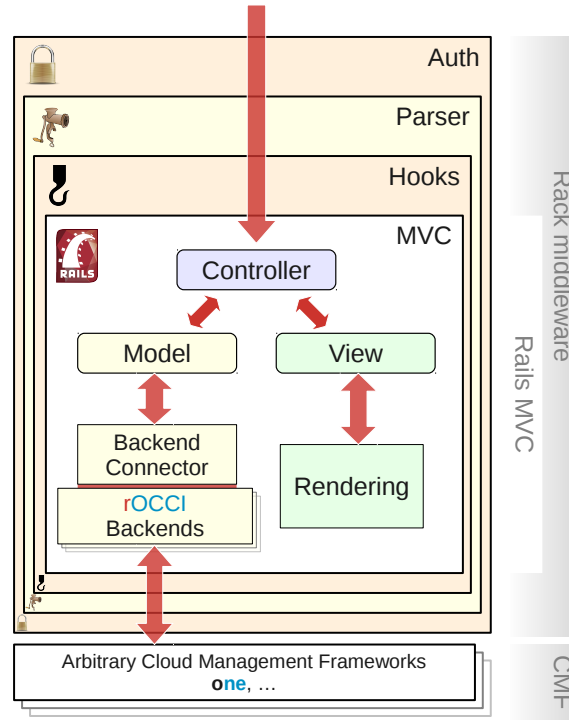 Auth
Parser
Hooks
MVC
RAILS
Controller
Model
View
Backend
Connector
rOCCI
Backends
Rendering
Arbitrary Cloud Management Frameworks
one, ...
Rack middleware
Rails MVC
CMF